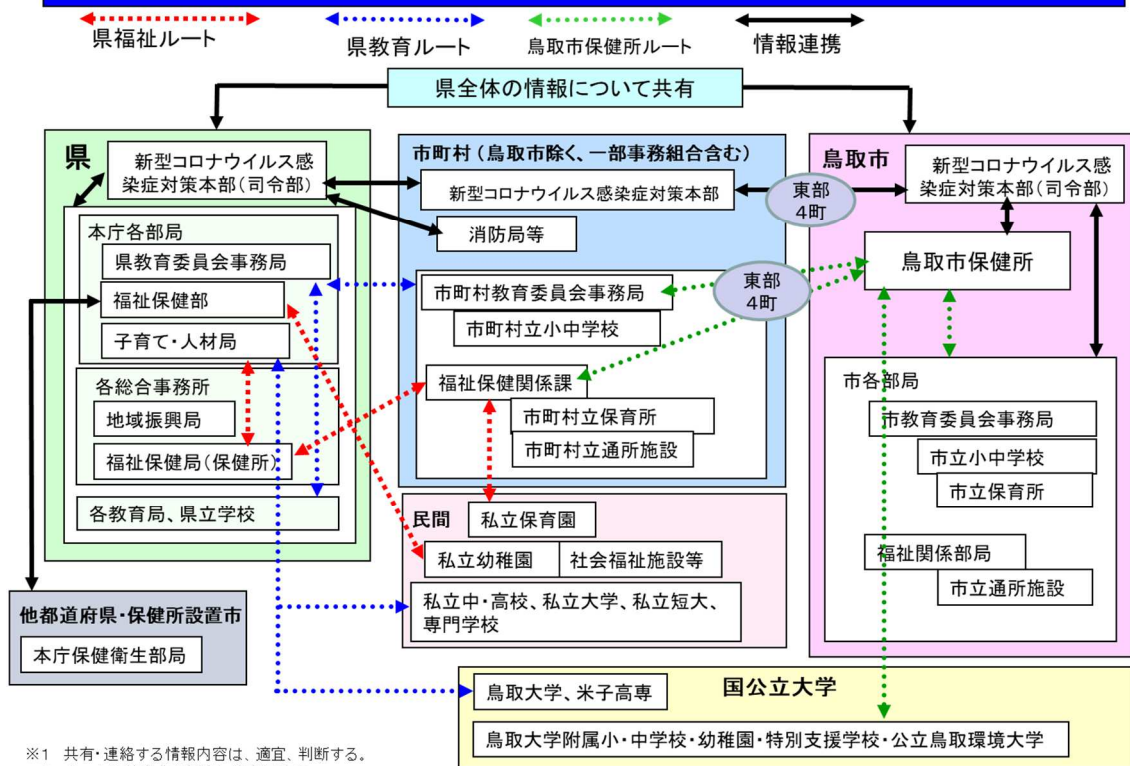 県福祉ルート
県教育ルート
鳥取市保健所ルート
情報連携
県全体の情報について共有
県
新型コロナウイルス感
染症対策本部(司令部)
本庁各部局
県教育委員会事務局
福祉保健部
子育て・人材局
各総合事務所
地域振興局
福祉保健局(保健所)
各教育局、県立学校
他都道府県・保健所設置市
本庁保健衛生部局
市町村(鳥取市除く、一部事務組合含む)
新型コロナウイルス感染症対策本部
消防局等
市町村教育委員会事務局
市町村立小中学校
福祉保健関係課
市町村立保育所
市町村立通所施設
東部
4町
東部
4町
民間
私立保育園
私立幼稚園
社会福祉施設等
私立中・高校、私立大学、私立短大、
専門学校
鳥取市
新型コロナウイルス感
染症対策本部(司令部)
鳥取市保健所
市各部局
市教育委員会事務局
市立小中学校
市立保育所
福祉関係部局
市立通所施設
国公立大学
鳥取大学、米子高専
鳥取大学附属小・中学校・幼稚園・特別支援学校・公立鳥取環境大学
※1 共有・連絡する情報内容は、適宜、判断する。